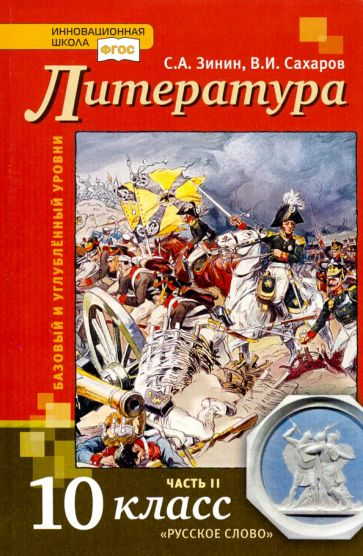 ИННОВАЦИОННАЯ
ШКОЛА
ФГОС
С.А. Зинин, В.И. Сахаров
Литература
БАЗОВЫЙ И УГЛУБЛЁННЫЙ УРОВНИ
ЧАСТЬ II
10 класс
«РУССКОЕ СЛОВО»